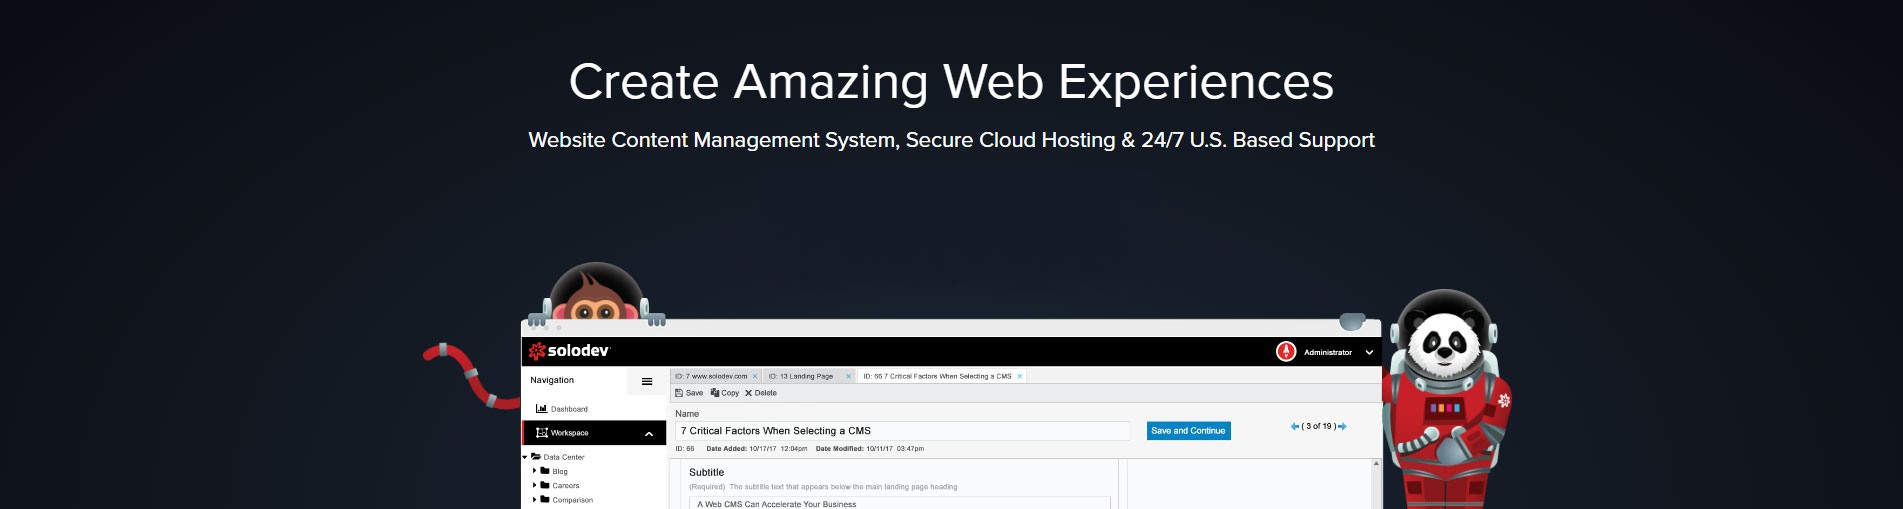 Create Amazing Web Experiences
Website Content Management System, Secure Cloud Hosting & 24/7 U.S. Based Support
solodev
Administrator
Navigation
ID: 7 www.solodev.com
ID: 13 Landing Page
ID: 66 7 Critical Factors When Selecting a CMS
Save Copy Delete
Dashboard
Name
Workspace
7 Critical Factors When Selecting a CMS
Save and Continue
( 3 of 19 )
ID: 66 Date Added: 10/17/17 12:04pm Date Modified: 10/11/17 03:47pm
Data Center
Blog
Careers
Comparison
Subtitle
(Required) The subtitle text that appears below the main landing page heading
A Web CMS Can Accelerate Your Business